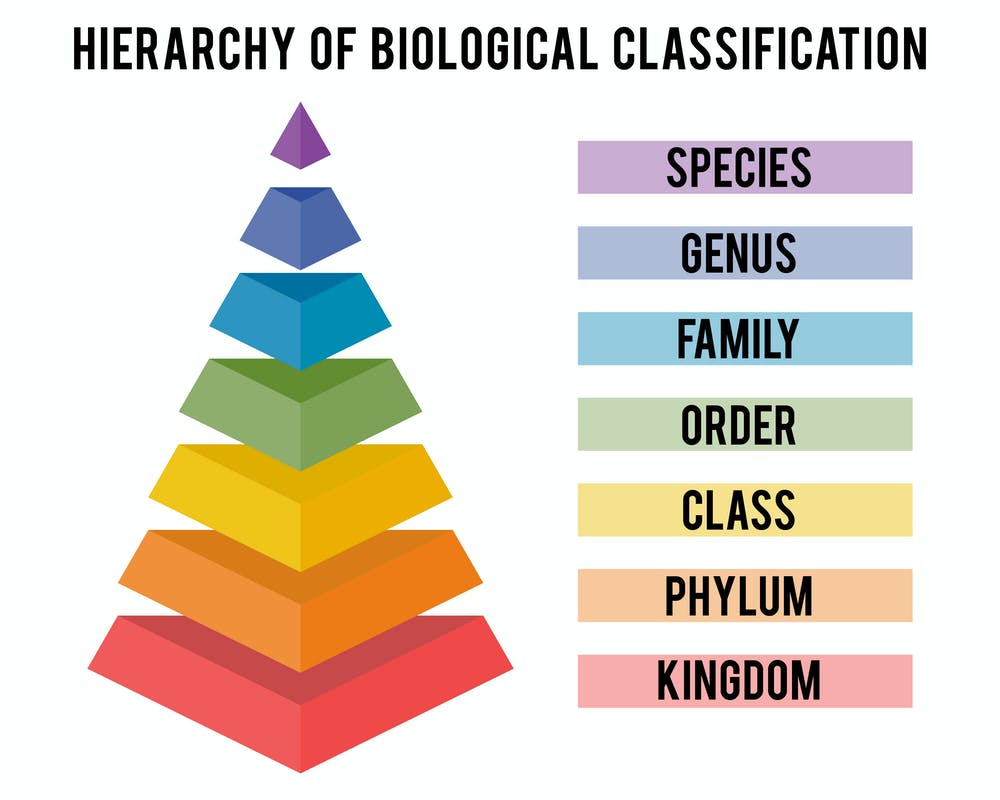 HIERARCHY OF BIOLOGICAL CLASSIFICATION
SPECIES
GENUS
FAMILY
ORDER
CLASS
PHYLUM
KINGDOM